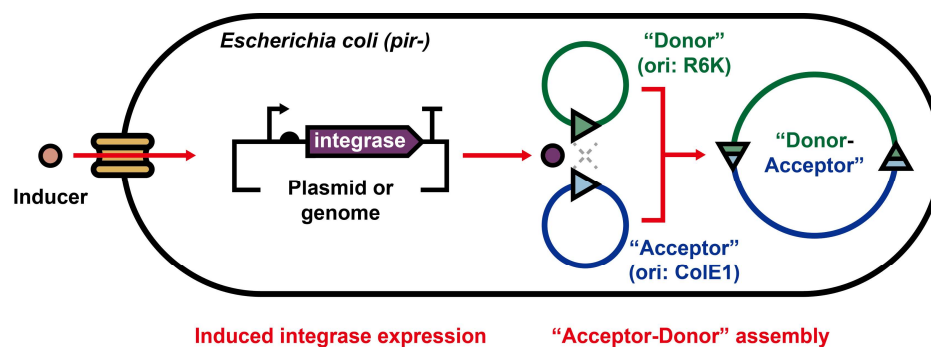 Escherichia coli (pir-)
“Donor”
(ori: R6K)
integrase
“Donor-
Acceptor”
Inducer
Plasmid or
genome
“Acceptor”
(ori: ColE1)
Induced integrase expression
“Acceptor-Donor” assembly